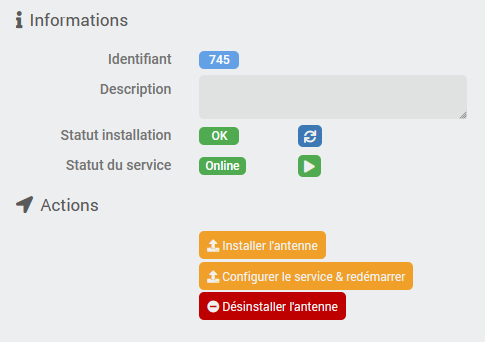 Informations
Identifiant 745
Description
Statut installation OK
Statut du service Online
Actions
Installer l'antenne
Configurer le service & redémarrer
Désinstaller l'antenne